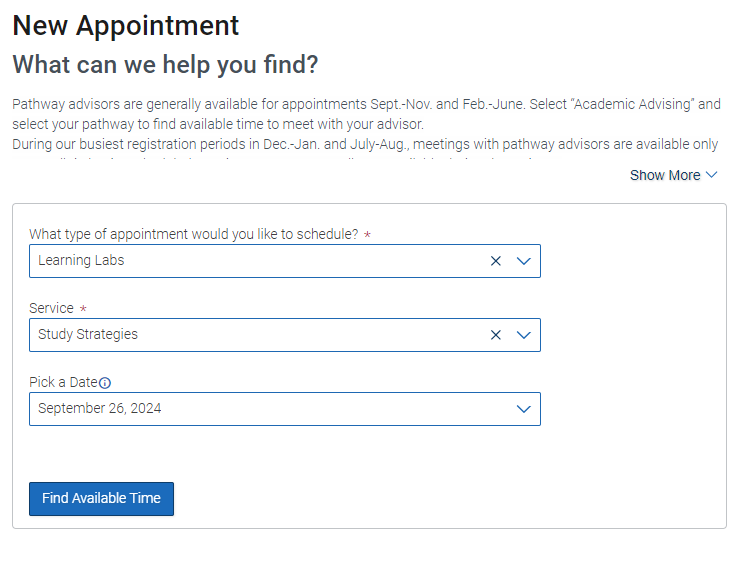 New Appointment
What can we help you find?
Pathway advisors are generally available for appointments Sept.-Nov. and Feb.-June. Select “Academic Advising” and
select your pathway to find available time to meet with your advisor.
During our busiest registration periods in Dec.-Jan. and July-Aug., meetings with pathway advisors are available only
Show More
What type of appointment would you like to schedule? *
Learning Labs
Service *
Study Strategies
Pick a Date
September 26, 2024
Find Available Time